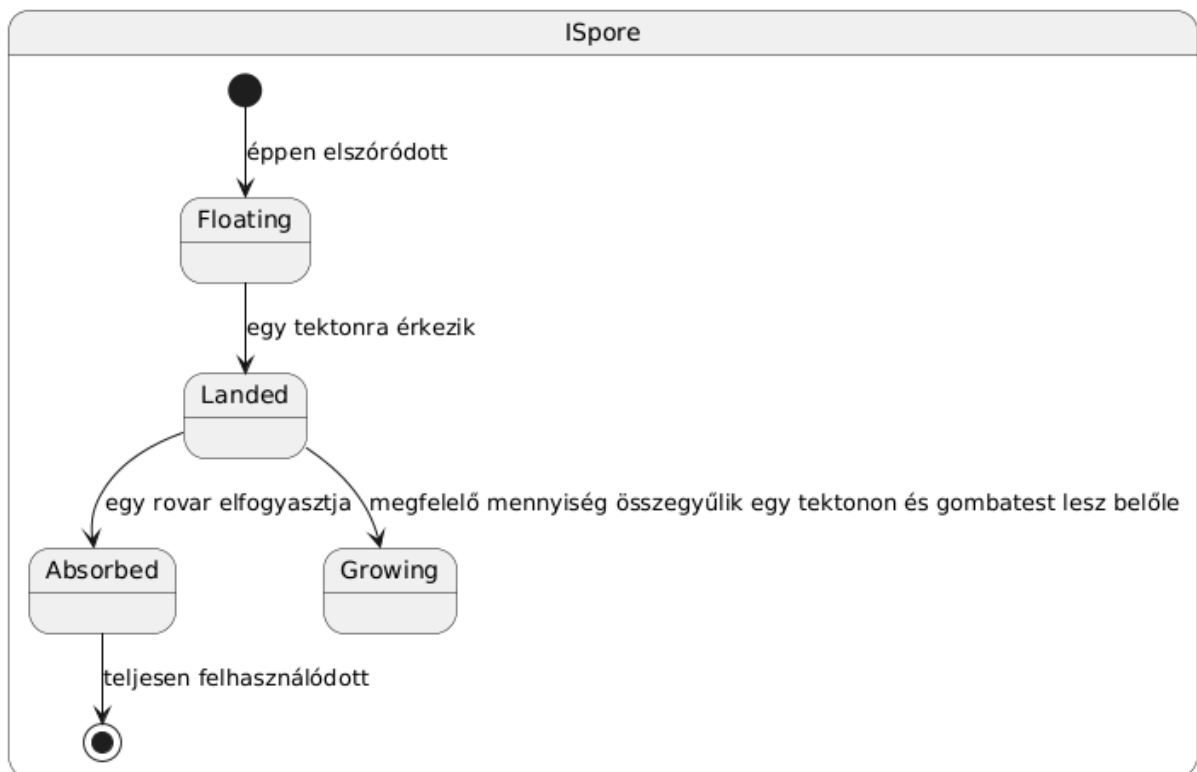 ISpore
éppen elszóródott
Floating
egy tektonra érkezik
Landed
egy rovar elfogyasztja
megfelelő mennyiség összegyűlik egy tektonon és gombatest lesz belőle
Absorbed
Growing
teljesen felhasználódott